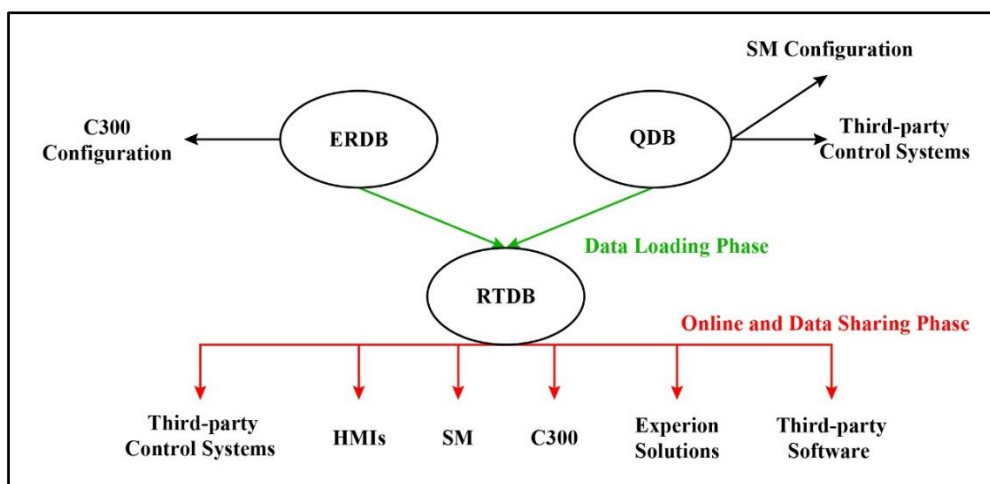 SM Configuration
C300
Configuration
ERDB
QDB
Third-party
Control Systems
Data Loading Phase
RTDB
Online and Data Sharing Phase
Third-party
Control Systems
HMIs
SM
C300
Experion
Solutions
Third-party
Software